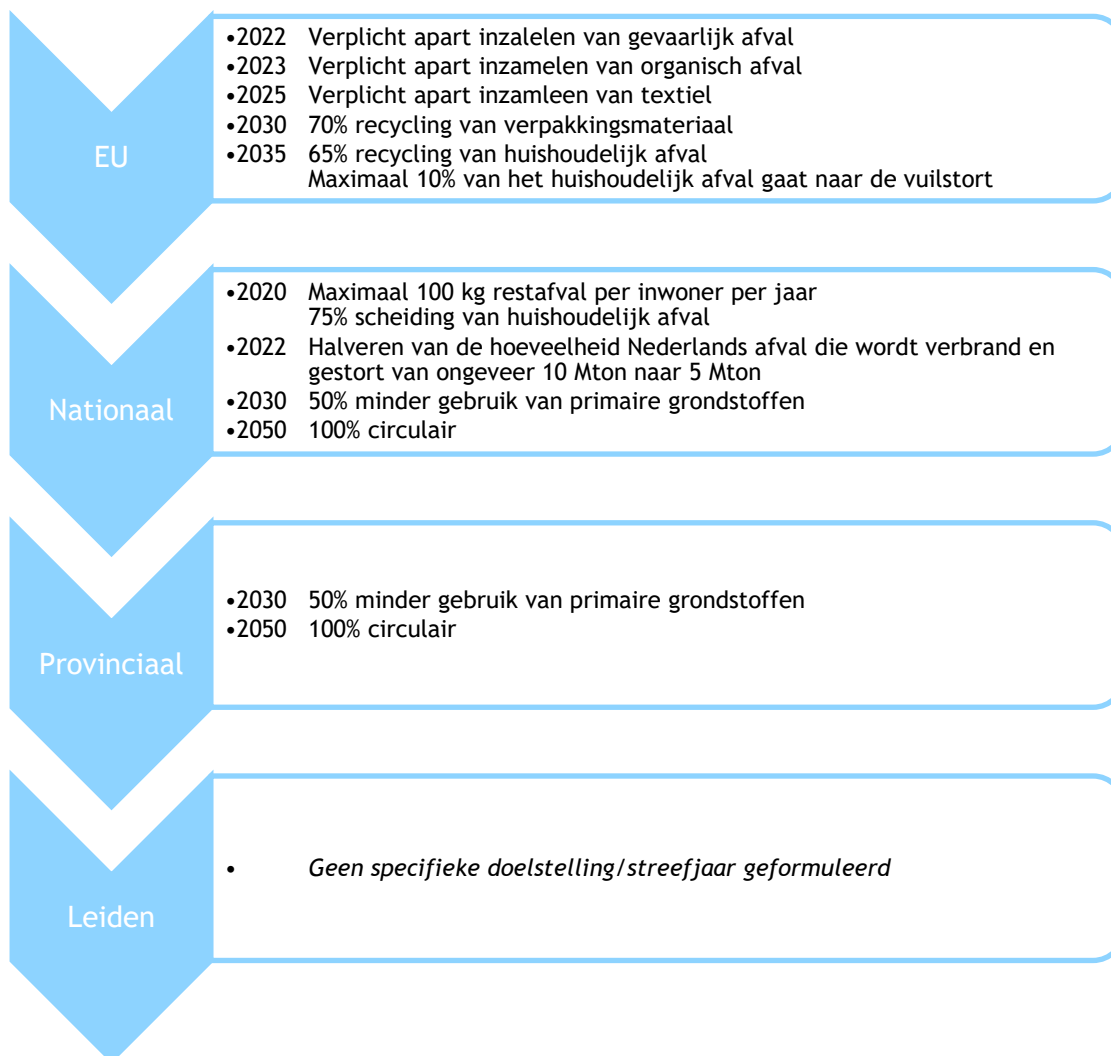 EU
•2022 Verplicht apart inzalelen van gevaarlijk afval
•2023 Verplicht apart inzamelen van organisch afval
•2025 Verplicht apart inzamleen van textiel
•2030 70% recycling van verpakkingsmateriaal
•2035 65% recycling van huishoudelijk afval
Maximaal 10% van het huishoudelijk afval gaat naar de vuilstort
Nationaal
•2020 Maximaal 100 kg restafval per inwoner per jaar
75% scheiding van huishoudelijk afval
•2022 Halveren van de hoeveelheid Nederlands afval die wordt verbrand en
gestort van ongeveer 10 Mton naar 5 Mton
•2030 50% minder gebruik van primaire grondstoffen
•2050 100% circulair
Provinciaal
•2030 50% minder gebruik van primaire grondstoffen
•2050 100% circulair
Leiden
• Geen specifieke doelstelling/streefjaar geformuleerd